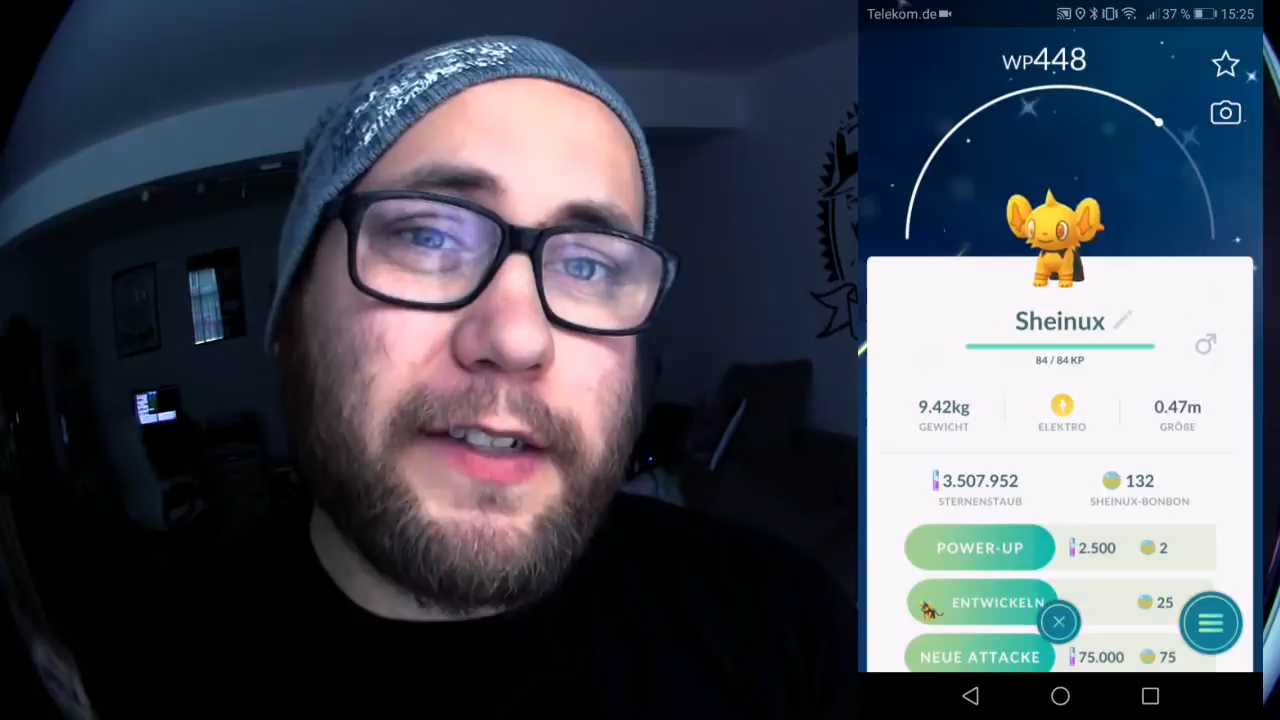 Telekom.de 37 % 15:25
WP448
Sheinux
84 / 84 KP
9.42kg 0.47m
GEWICHT ELEKTRO GRÖßE
3.507.952 132
STERNENSTAUB SHEINUX-BONBON
POWER-UP 2.500 2
ENTWICKELN 25
NEUE ATTACKE 75.000 75